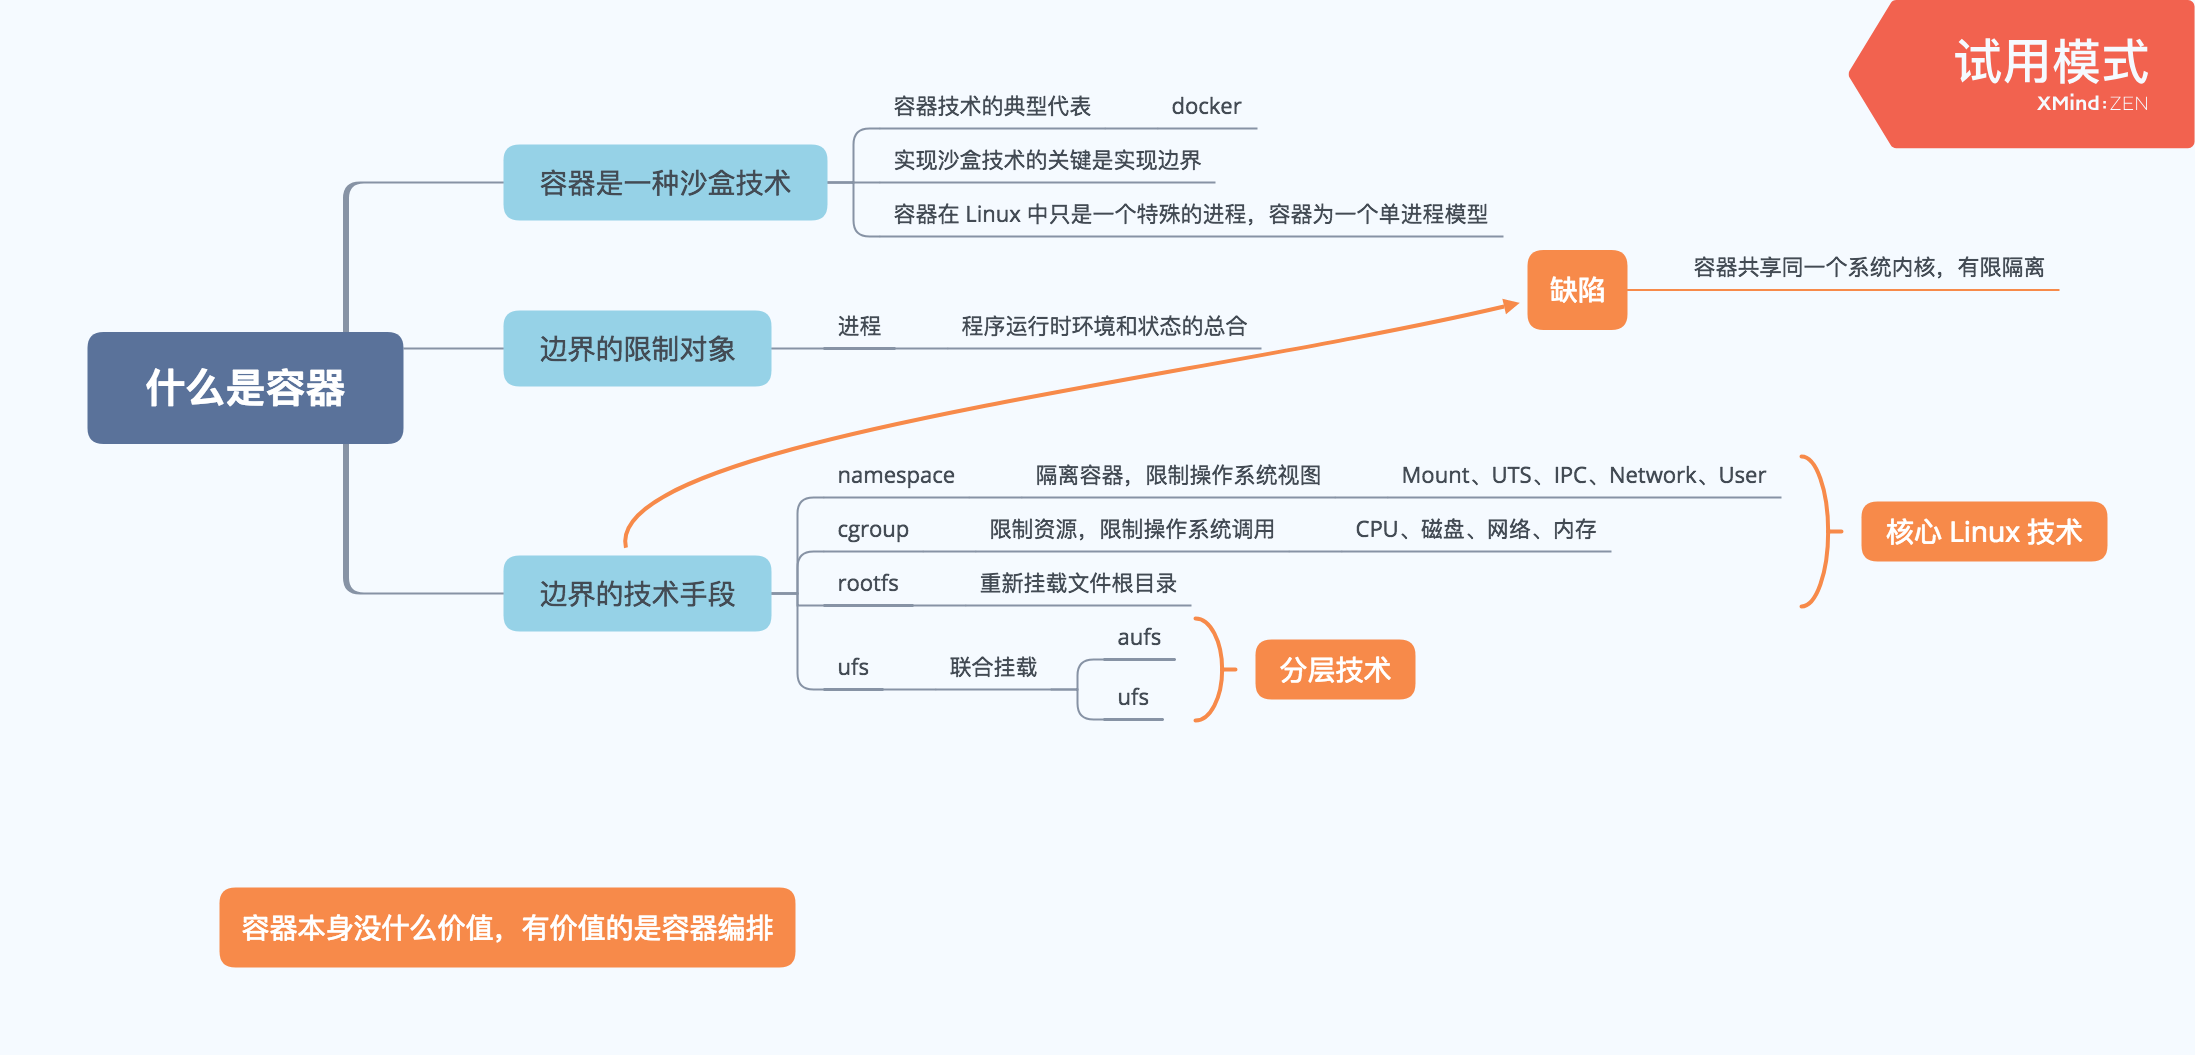 试用模式
XMind:ZEN
什么是容器
容器是一种沙盒技术
容器技术的典型代表
docker
实现沙盒技术的关键是实现边界
容器在 Linux 中只是一个特殊的进程，容器为一个单进程模型
边界的限制对象
进程
程序运行时环境和状态的总合
缺陷
容器共享同一个系统内核，有限隔离
边界的技术手段
namespace
隔离容器，限制操作系统视图
Mount、UTS、IPC、Network、User
cgroup
限制资源，限制操作系统调用
CPU、磁盘、网络、内存
rootfs
重新挂载文件根目录
核心 Linux 技术
ufs
联合挂载
aufs
ufs
分层技术
容器本身没什么价值，有价值的是容器编排